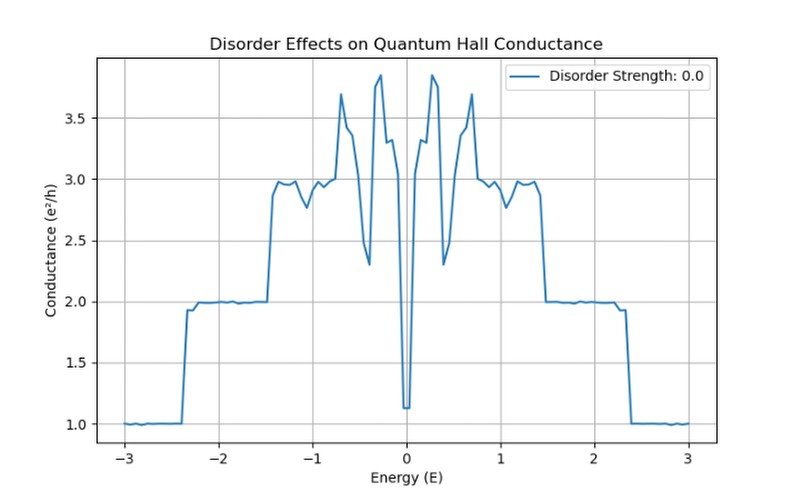 Disorder Effects on Quantum Hall Conductance
Disorder Strength: 0.0
Conductance (e²/h)
3.5
3.0
2.5
2.0
1.5
1.0
−3 −2 −1 0 1 2 3
Energy (E)